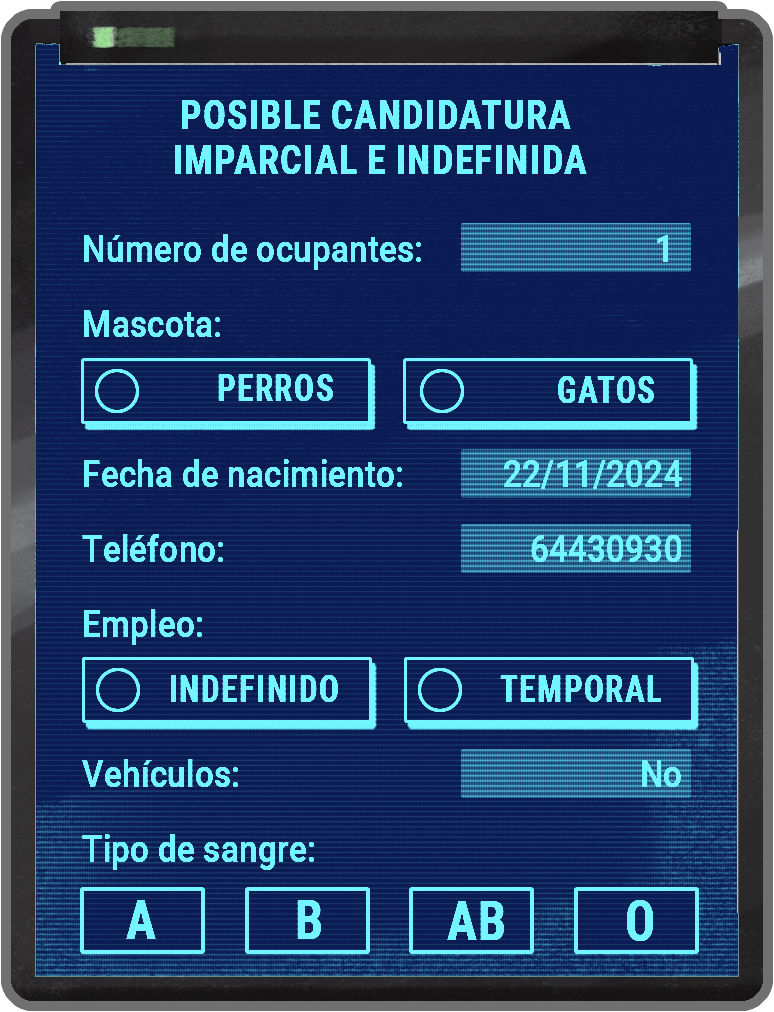 POSIBLE CANDIDATURA
IMPARCIAL E INDEFINIDA
Número de ocupantes: 1
Mascota:
PERROS GATOS
Fecha de nacimiento: 22/11/2024
Teléfono: 64430930
Empleo:
INDEFINIDO TEMPORAL
Vehículos: No
Tipo de sangre:
A B AB O